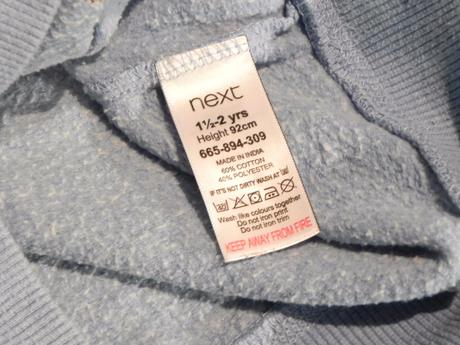 next
1½-2 yrs
Height 92cm
665-894-309
MADE IN INDIA
60% COTTON
40% POLYESTER
IF IT'S NOT DIRTY WASH AT
Wash like colours together
Do not iron print
Do not iron trim
KEEP AWAY FROM FIRE